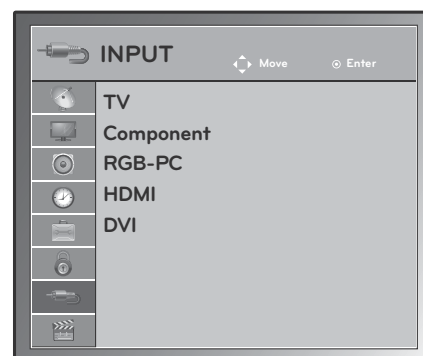 INPUT Move Enter
TV
Component
RGB-PC
HDMI
DVI